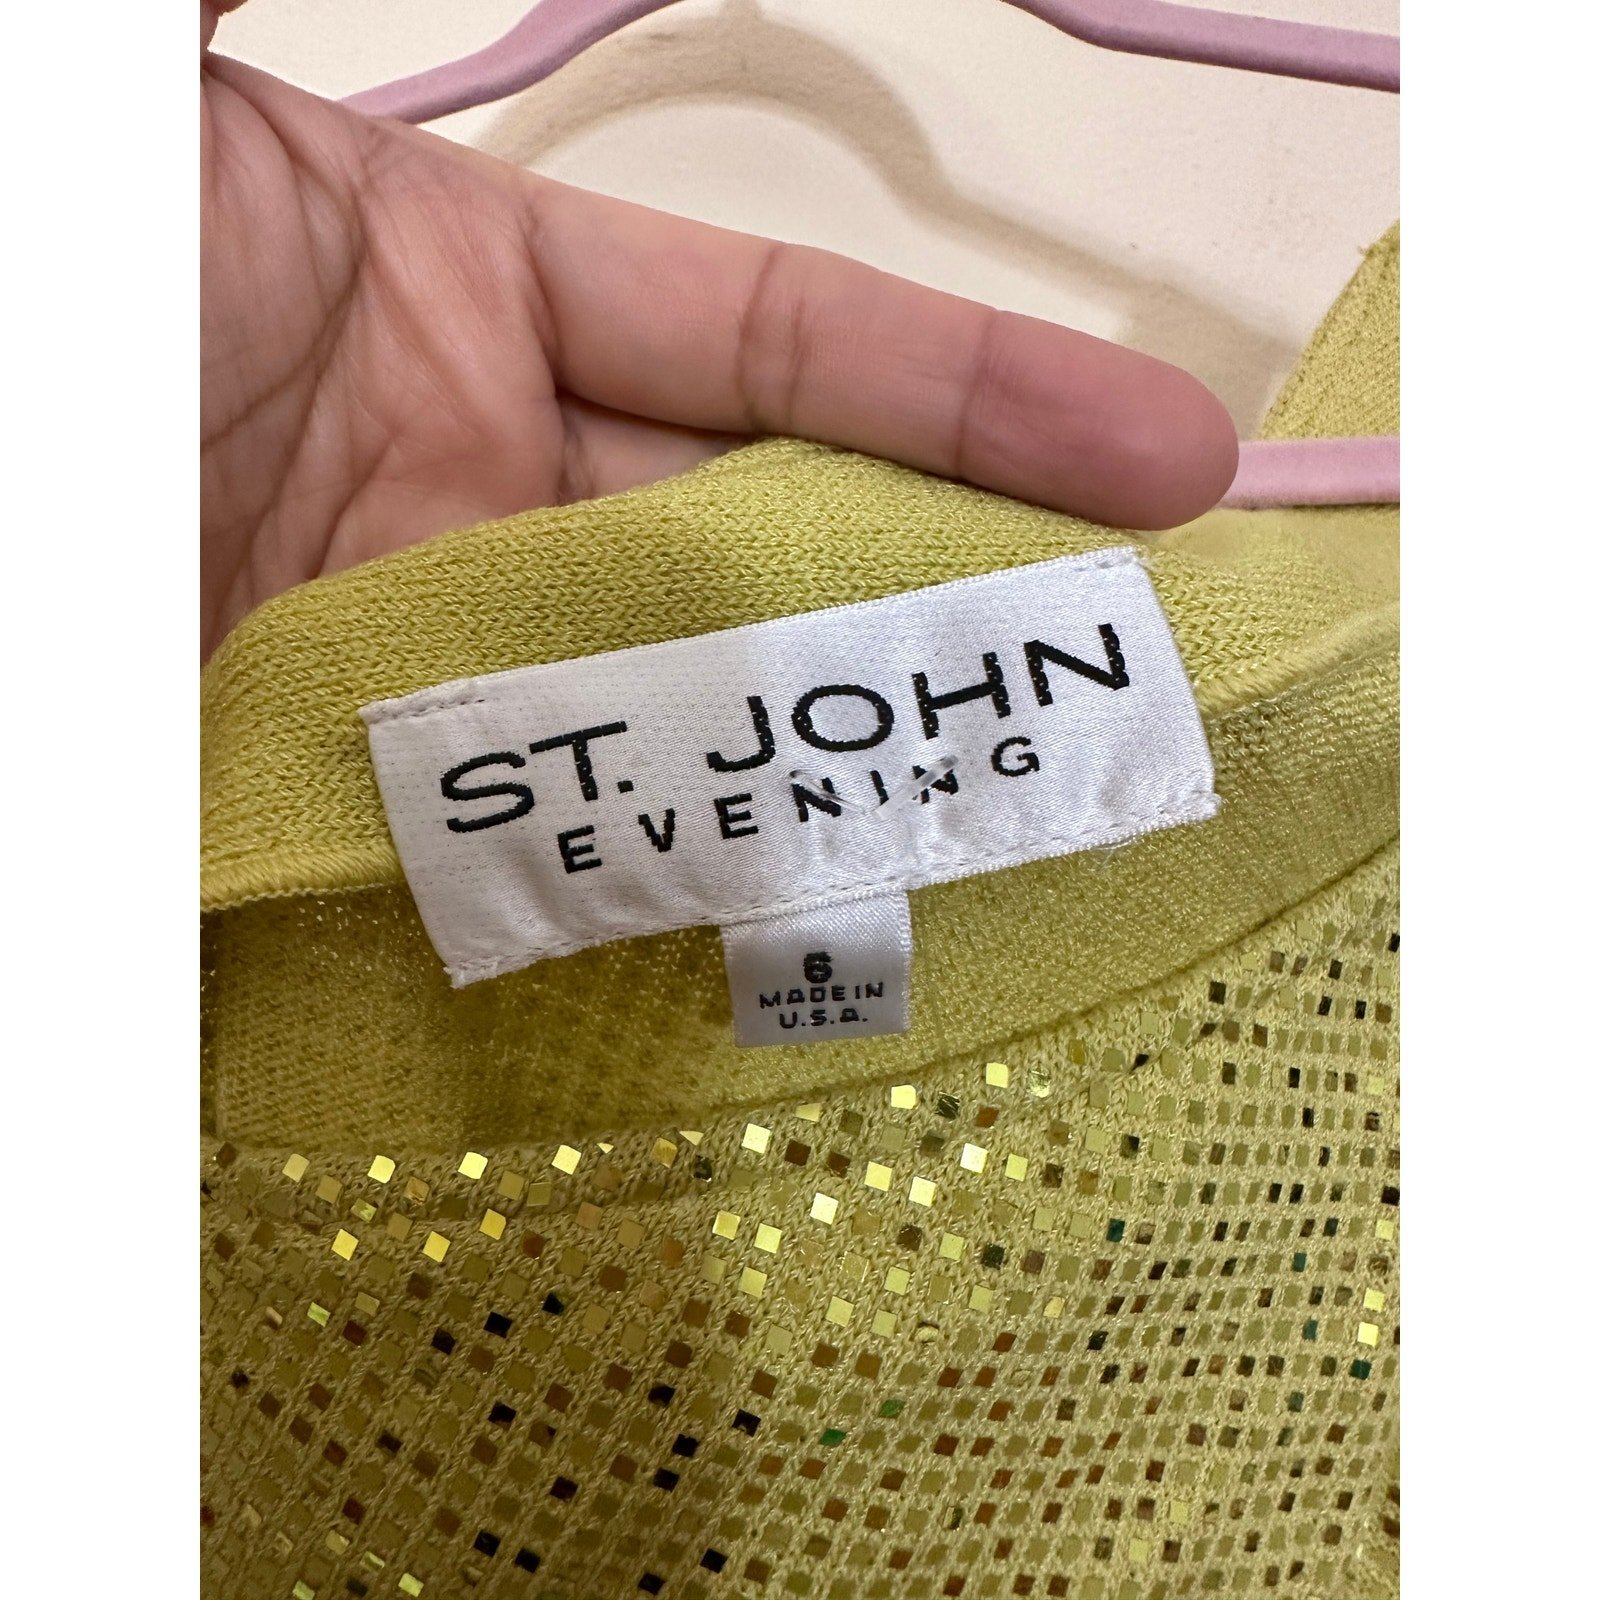 ST. JOHN
EVENING
6
MADE IN
U.S.A.